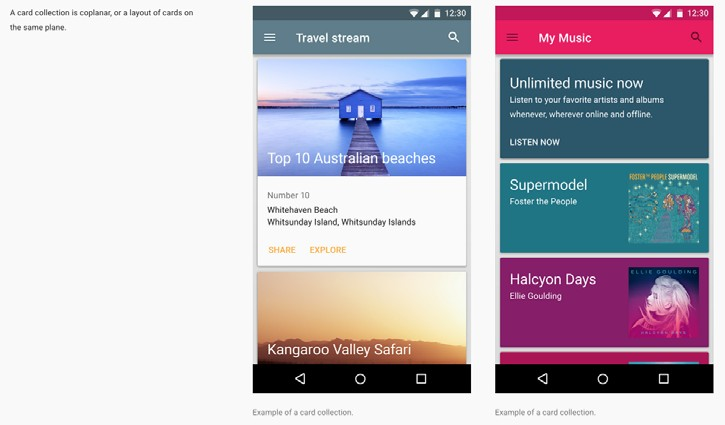 A card collection is coplanar, or a layout of cards on
the same plane.
12:30
Travel stream
Top 10 Australian beaches
Number 10
Whitehaven Beach
Whitsunday Island, Whitsunday Islands
SHARE EXPLORE
Kangaroo Valley Safari
Example of a card collection.
12:30
My Music
Unlimited music now
Listen to your favorite artists and albums
whenever, wherever online and offline.
LISTEN NOW
Supermodel
Foster the People
FOSTER THE PEOPLE SUPERMODEL
Halcyon Days
Ellie Goulding
ELLIE GOULDING
HALCYON DAYS
Example of a card collection.